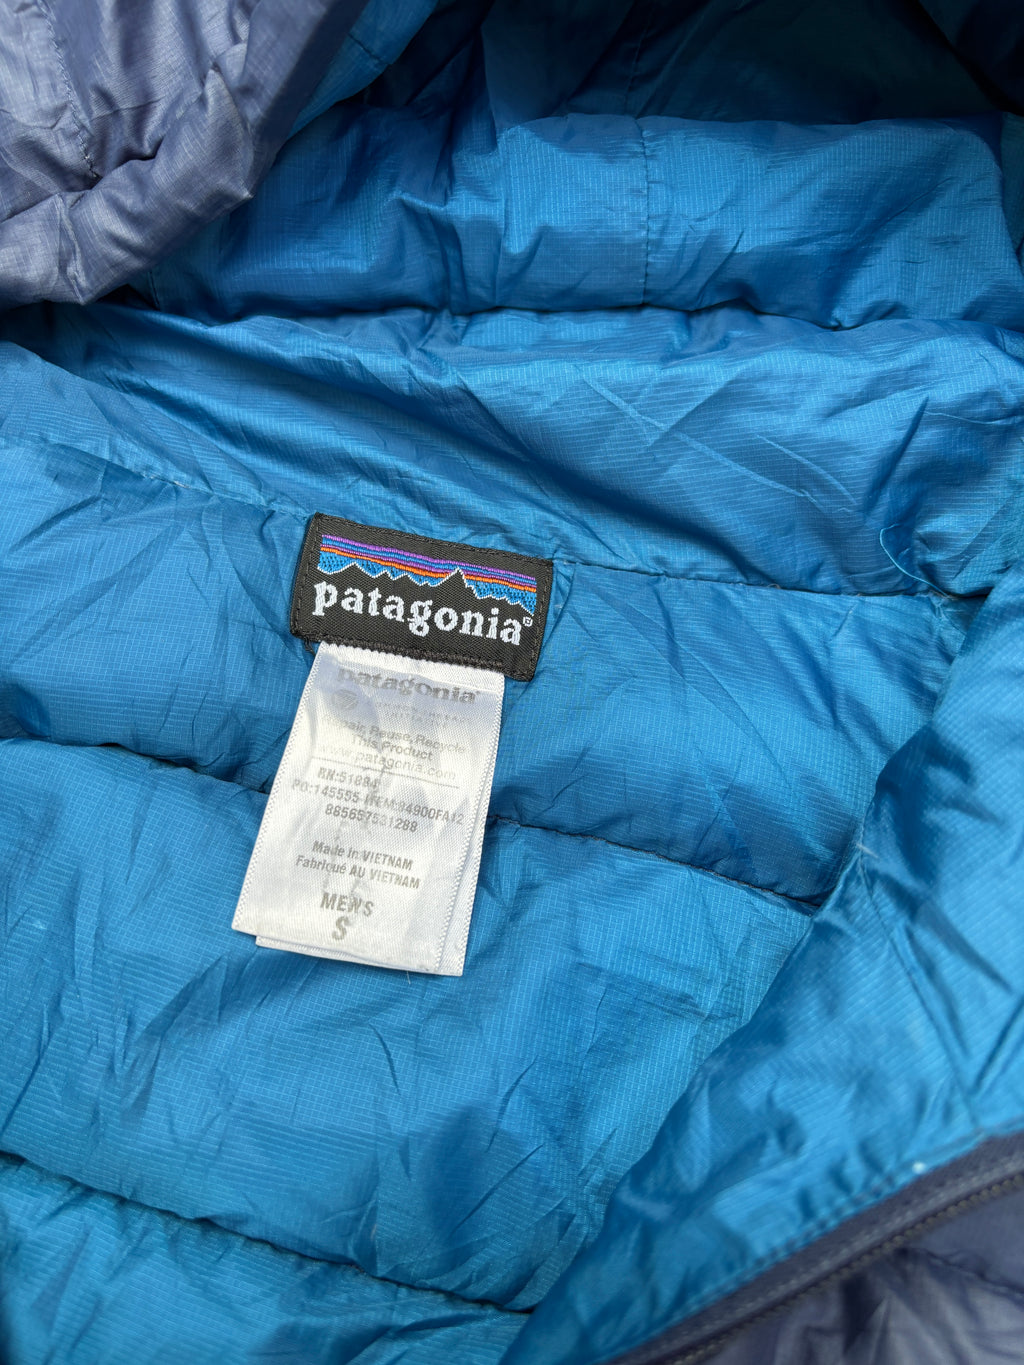 patagonia®
patagonia®
Reuse, Recycle
This Product
www.patagonia.com
RN:51884
PO:145595 ITEM:84900FA12
885657531288
Made in VIETNAM
Fabriqué AU VIETNAM
MEN'S
S